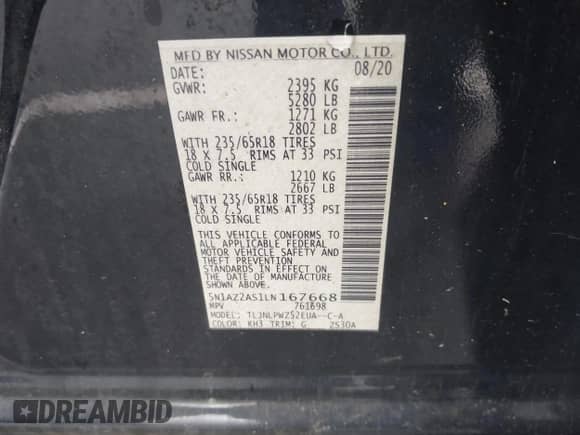 MFD BY NISSAN MOTOR CO., LTD.
DATE: 08/20
GVWR: 2395 KG
5280 LB
GAWR FR.: 1271 KG
2802 LB
WITH 235/65R18 TIRES
18 X 7.5 RIMS AT 33 PSI
COLD SINGLE
GAWR RR.: 1210 KG
2667 LB
WITH 235/65R18 TIRES
18 X 7.5 RIMS AT 33 PSI
COLD SINGLE
THIS VEHICLE CONFORMS TO
ALL APPLICABLE FEDERAL
MOTOR VEHICLE SAFETY AND
THEFT PREVENTION
STANDARDS IN EFFECT ON THE
DATE OF MANUFACTURE
SHOWN ABOVE.
5N1AZ2AS1LN167668
MPV 761698
MODEL: TLJNLPWZ52EUA--C-A
COLOR: KH3 TRIM: G 2S30A
DREAMBID